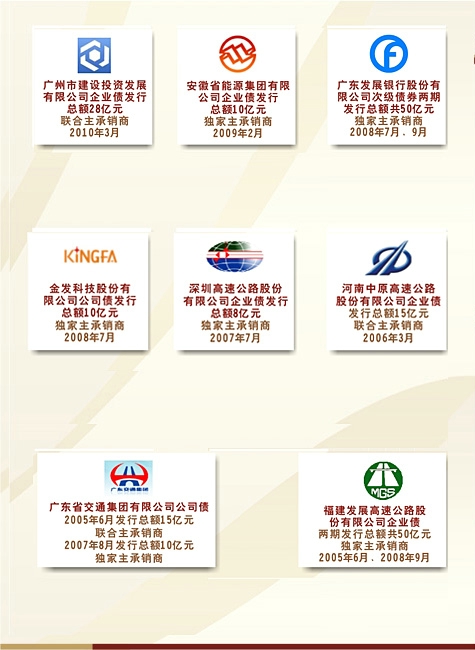 广州市建设投资发展
有限公司企业债发行
总额28亿元
联合主承销商
2010年3月
安徽省能源集团有限
公司企业债发行
总额10亿元
独家主承销商
2009年2月
广东发展银行股份有
限公司次级债券两期
发行总额共50亿元
独家主承销商
2008年7月、9月
KINGFA
金发科技股份有
限公司公司债发行
总额10亿元
独家主承销商
2008年7月
深圳高速公路股份
有限公司企业债发行
总额8亿元
独家主承销商
2007年7月
河南中原高速公路
股份有限公司企业债
发行总额15亿元
联合主承销商
2006年3月
广东交通集团
广东省交通集团有限公司公司债
2005年6月发行总额15亿元
联合主承销商
2007年8月发行总额10亿元
独家主承销商
MGS
福建发展高速公路股
份有限公司企业债
两期发行总额共50亿元
独家主承销商
2005年6月、2008年9月